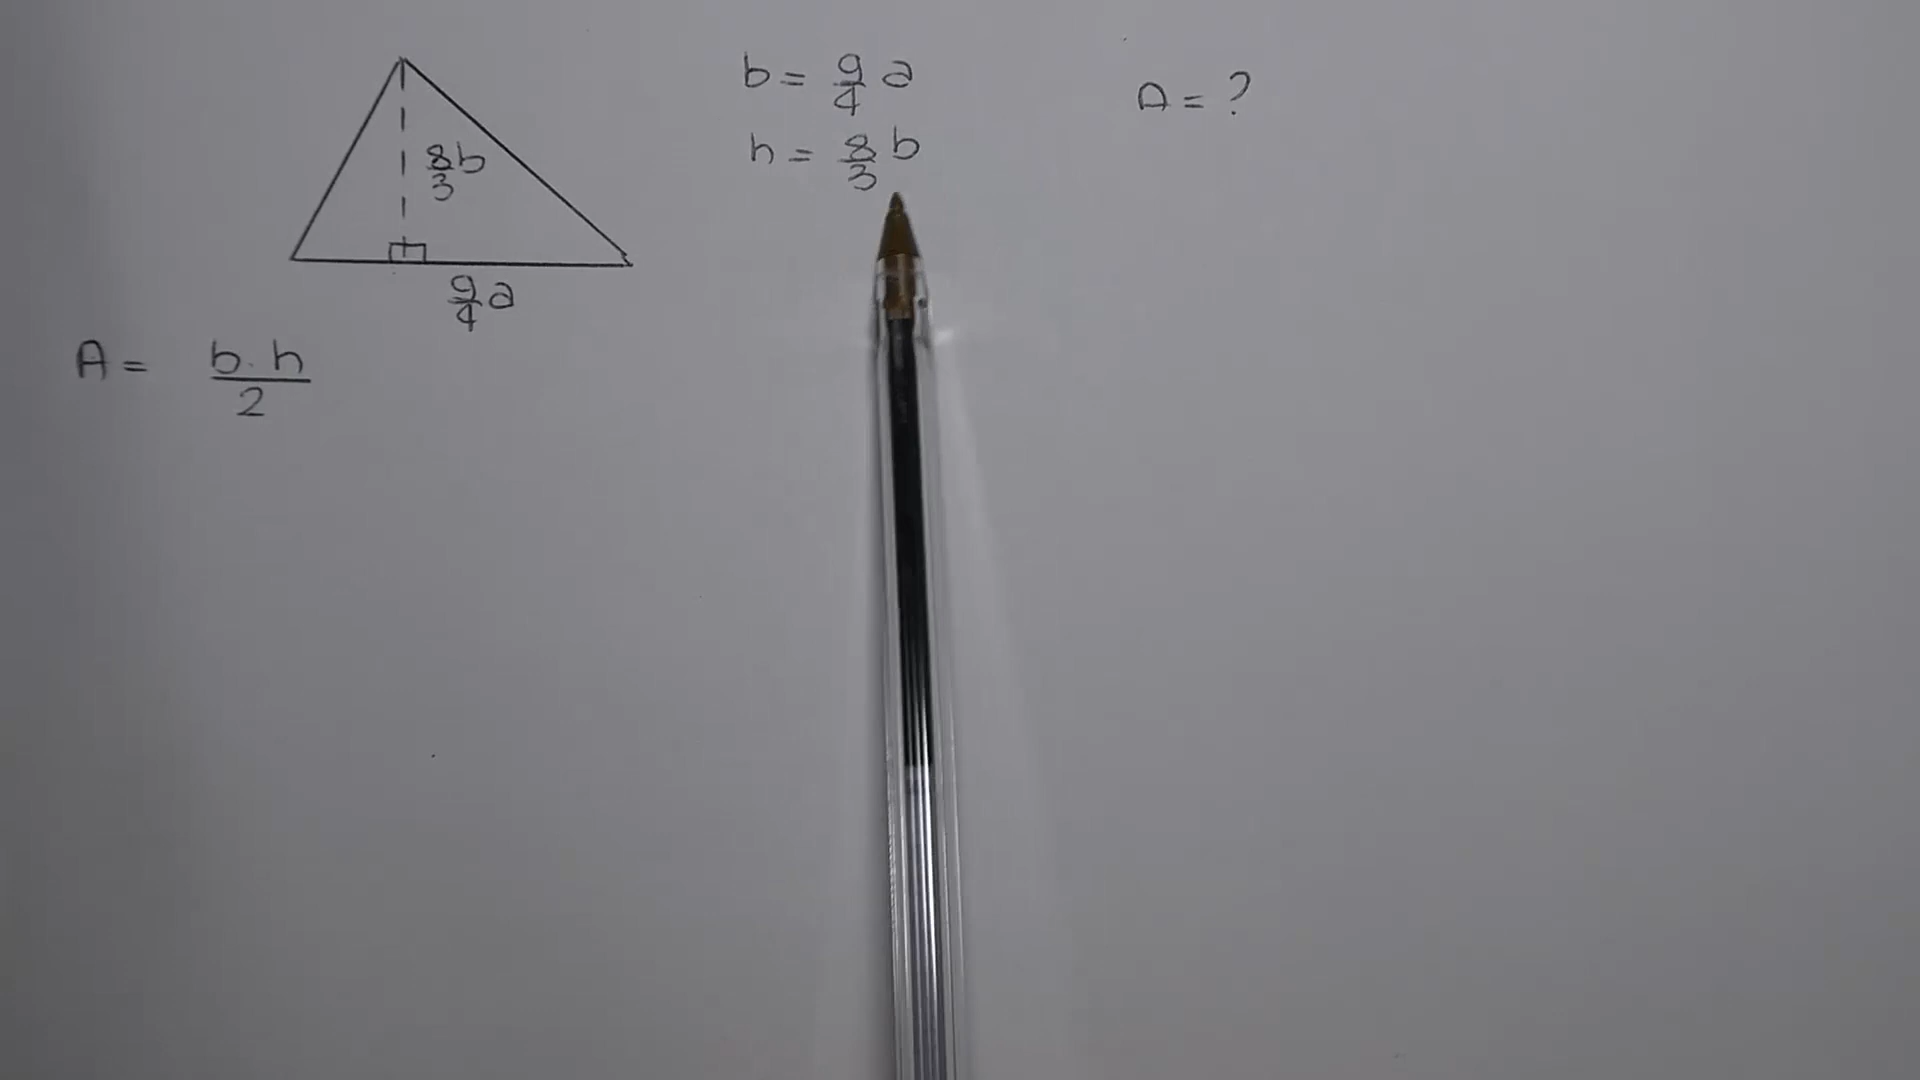 b = 9/4 a
h = 8/3 b
A = ?
8/3 b
9/4 a
A = b·h/2